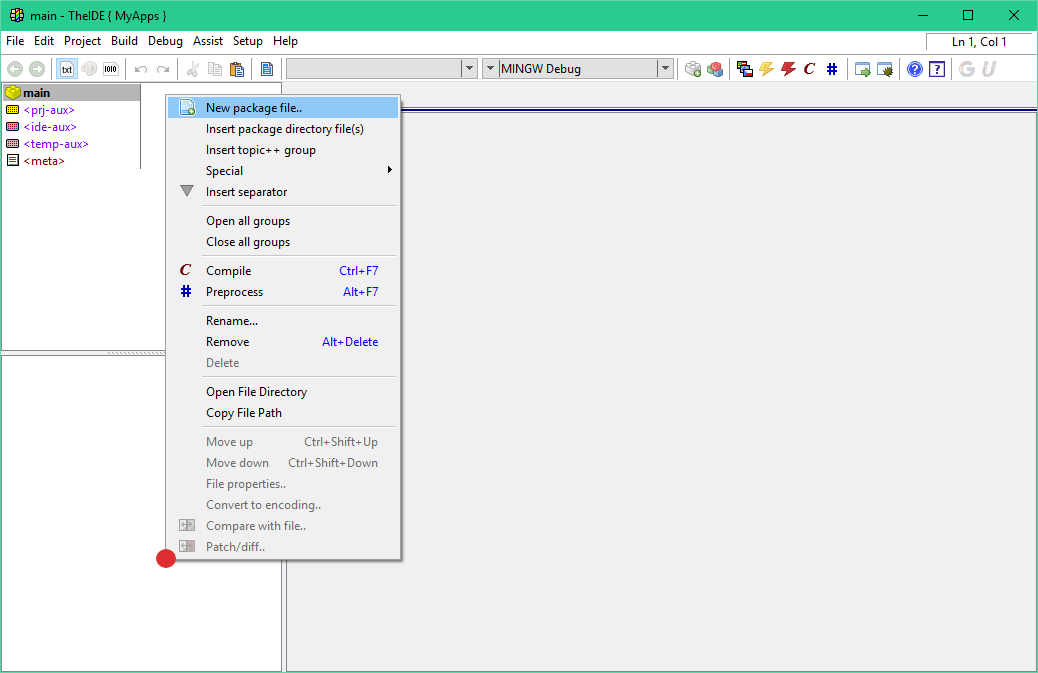 main - TheIDE { MyApps }
File Edit Project Build Debug Assist Setup Help
Ln 1, Col 1
txt
1010
MINGW Debug
C
#
?
?
G
U
main
<prj-aux>
<ide-aux>
<temp-aux>
<meta>
New package file..
Insert package directory file(s)
Insert topic++ group
Special
Insert separator
Open all groups
Close all groups
C Compile Ctrl+F7
# Preprocess Alt+F7
Rename...
Remove Alt+Delete
Delete
Open File Directory
Copy File Path
Move up Ctrl+Shift+Up
Move down Ctrl+Shift+Down
File properties..
Convert to encoding..
Compare with file..
Patch/diff..